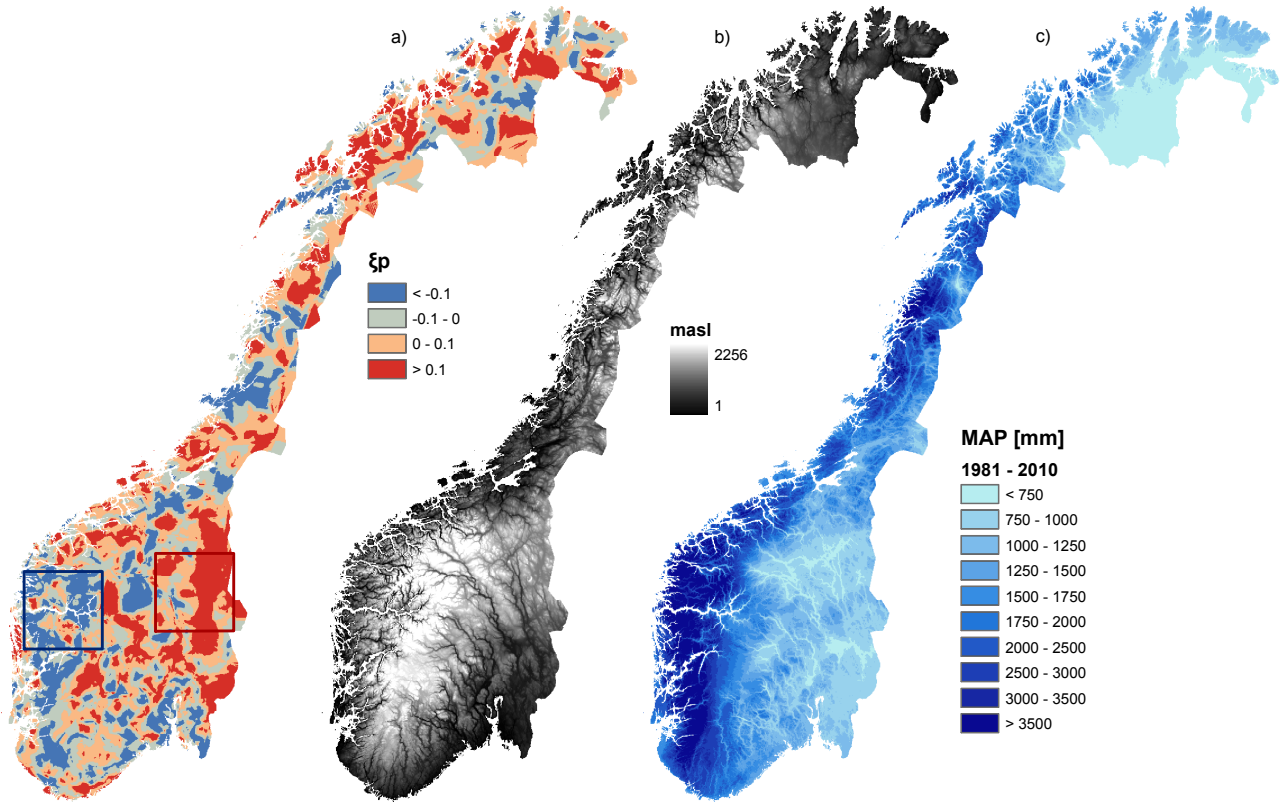 a)
b)
c)
ξp
< -0.1
-0.1 - 0
0 - 0.1
> 0.1
masl
2256
1
MAP [mm]
1981 - 2010
< 750
750 - 1000
1000 - 1250
1250 - 1500
1500 - 1750
1750 - 2000
2000 - 2500
2500 - 3000
3000 - 3500
> 3500